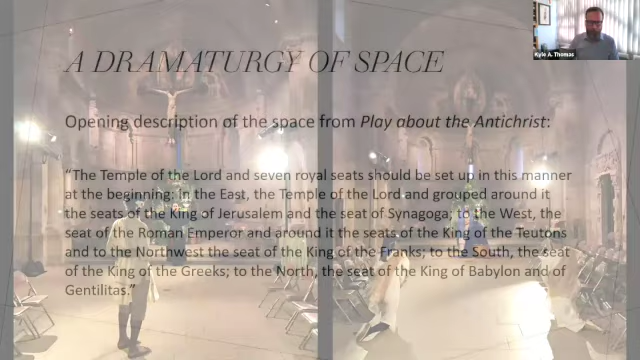 Kyle A. Thomas
A DRAMATURGY OF SPACE
Opening description of the space from Play about the Antichrist:
“The Temple of the Lord and seven royal seats should be set up in this manner
at the beginning: in the East, the Temple of the Lord and grouped around it
the seats of the King of Jerusalem and the seat of Synagoga; to the West, the
seat of the Roman Emperor and around it the seats of the King of the Teutons
and to the Northwest the seat of the King of the Franks; to the South, the seat
of the King of the Greeks; to the North, the seat of the King of Babylon and of
Gentilitas.”